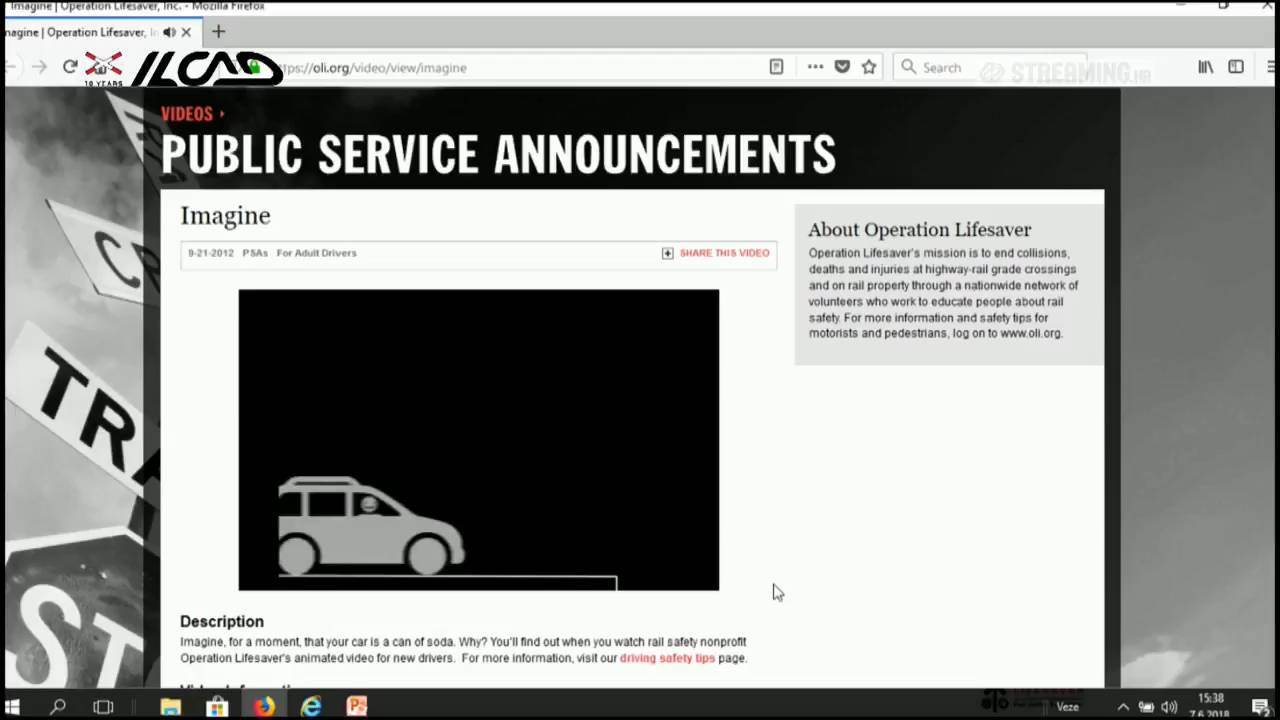 Imagine | Operation Lifesaver, Inc. - Mozilla Firefox
magine | Operation Lifesaver, In
10 YEARS
ILCAD
https://oli.org/video/view/imagine
Search
STREAMING.HR
VIDEOS
PUBLIC SERVICE ANNOUNCEMENTS
Imagine
9-21-2012 PSAs For Adult Drivers
SHARE THIS VIDEO
About Operation Lifesaver
Operation Lifesaver's mission is to end collisions,
deaths and injuries at highway-rail grade crossings
and on rail property through a nationwide network of
volunteers who work to educate people about rail
safety. For more information and safety tips for
motorists and pedestrians, log on to www.oli.org.
CR
TRA
ST
Description
Imagine, for a moment, that your car is a can of soda. Why? You'll find out when you watch rail safety nonprofit
Operation Lifesaver's animated video for new drivers. For more information, visit our driving safety tips page.
LIFESAVER
Veze
15:38
7.6.2018.